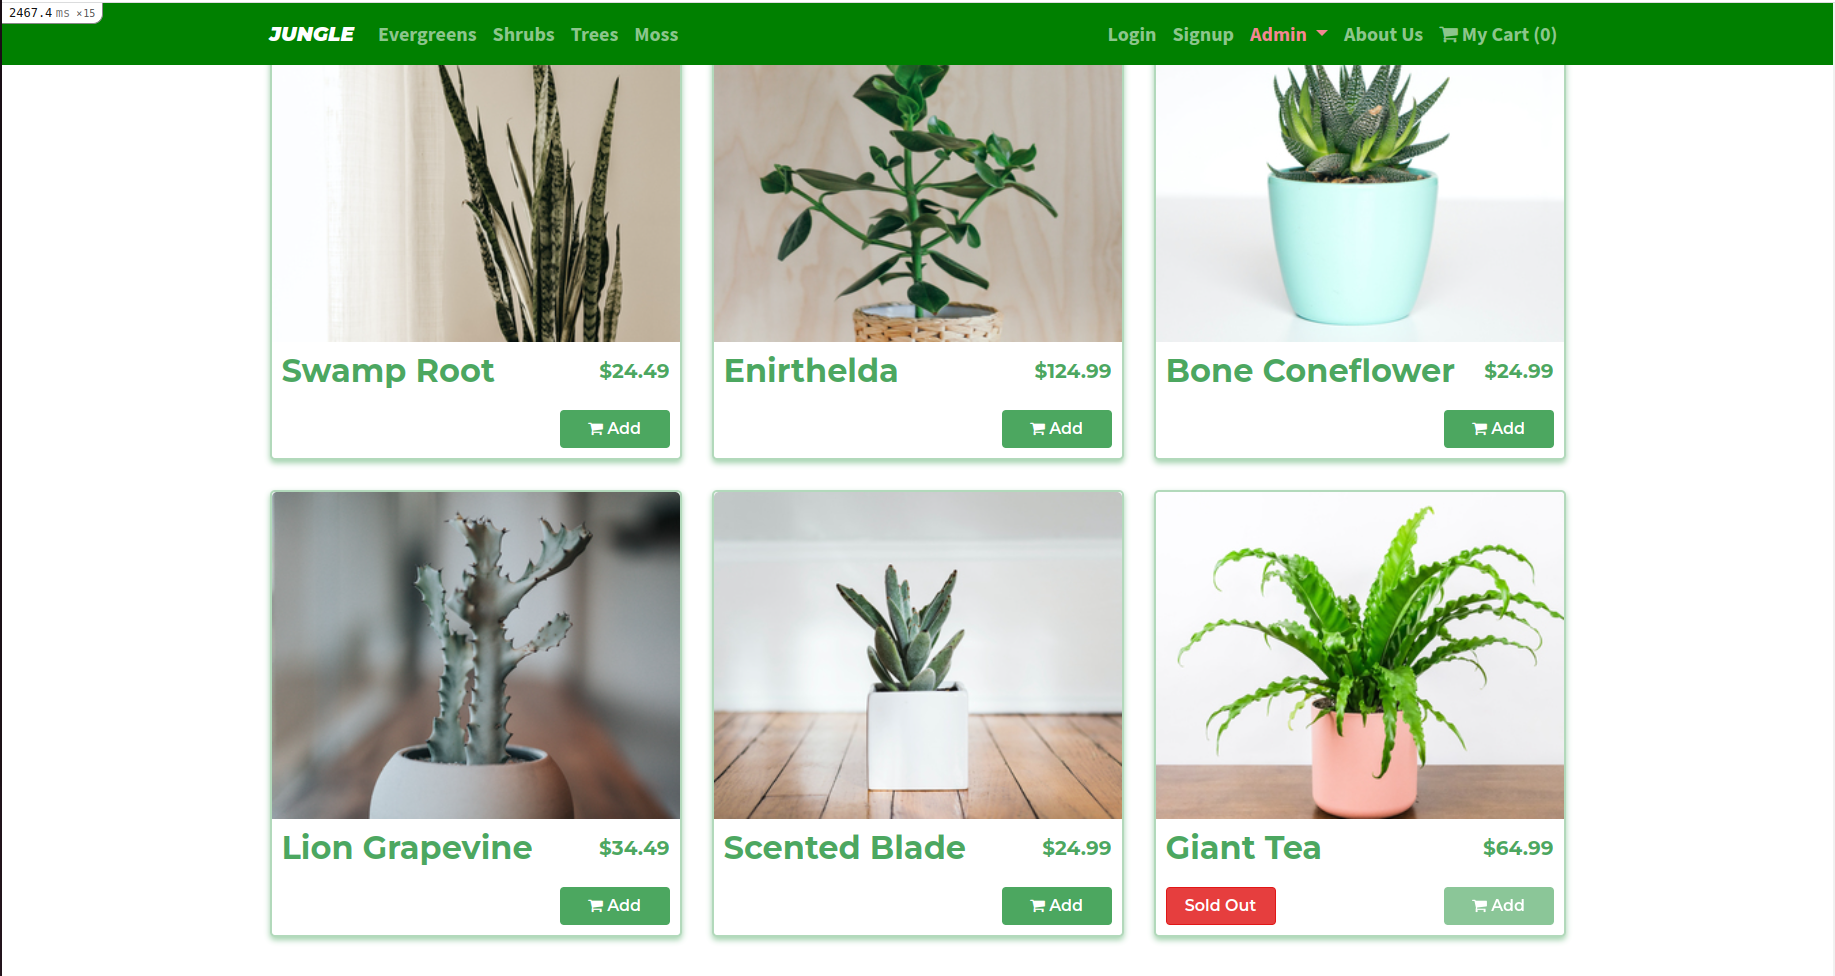 2467.4 ms ×15
JUNGLE Evergreens Shrubs Trees Moss Login Signup Admin About Us My Cart (0)
Swamp Root $24.49
Add
Enirthelda $124.99
Add
Bone Coneflower $24.99
Add
Lion Grapevine $34.49
Add
Scented Blade $24.99
Add
Giant Tea $64.99
Sold Out Add